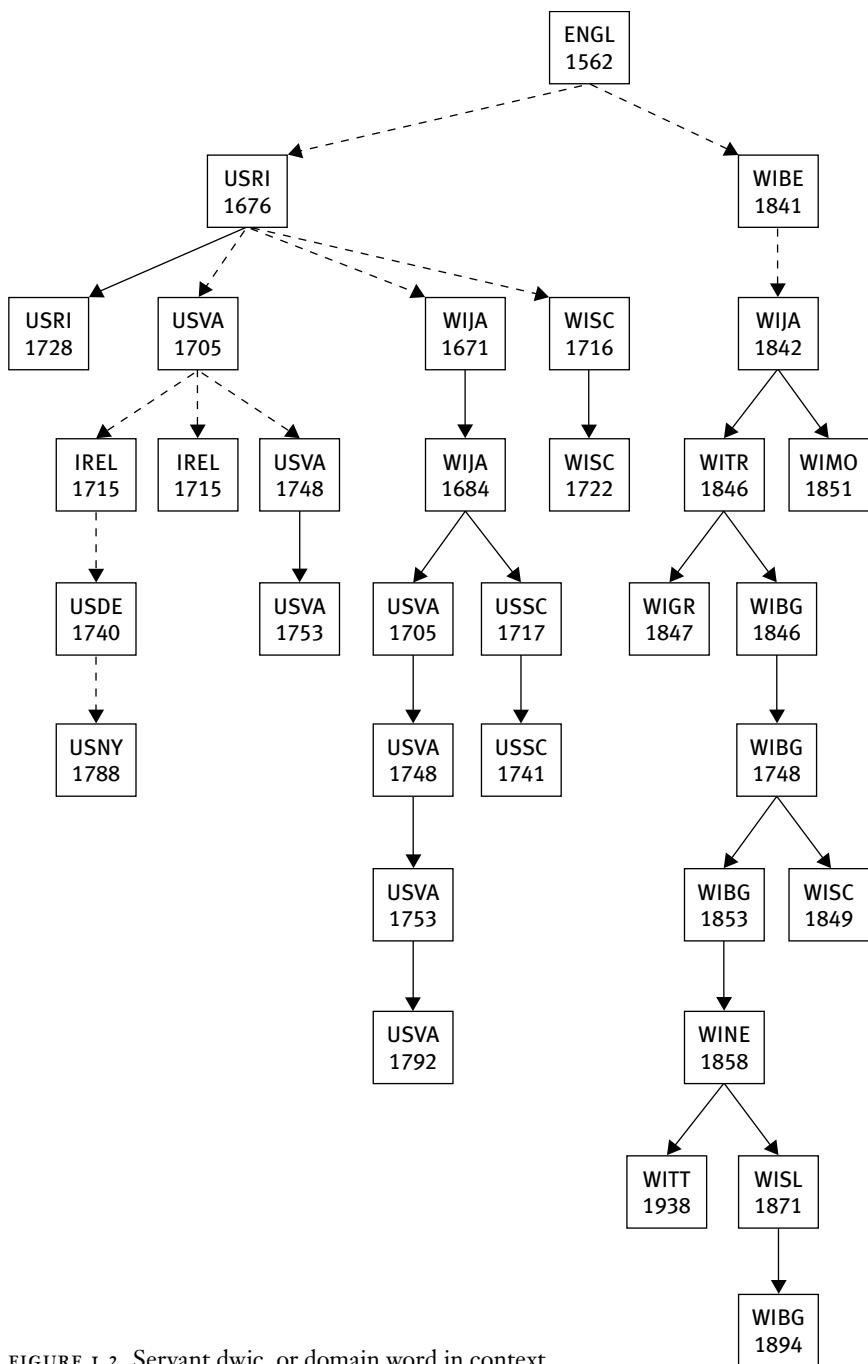 ENGL
1562
USRI
1676
WIBE
1841
USRI
1728
USVA
1705
WIJA
1671
WISC
1716
WIJA
1842
IREL
1715
IREL
1715
USVA
1748
WIJA
1684
WISC
1722
WITR
1846
WIMO
1851
USDE
1740
USVA
1753
USVA
1705
USSC
1717
WIGR
1847
WIBG
1846
USNY
1788
USVA
1748
USSC
1741
WIBG
1748
USVA
1753
WIBG
1853
WISC
1849
USVA
1792
WINE
1858
WITT
1938
WISL
1871
WIBG
1894
FIGURE 1.2 Servant dwic, or domain word in context